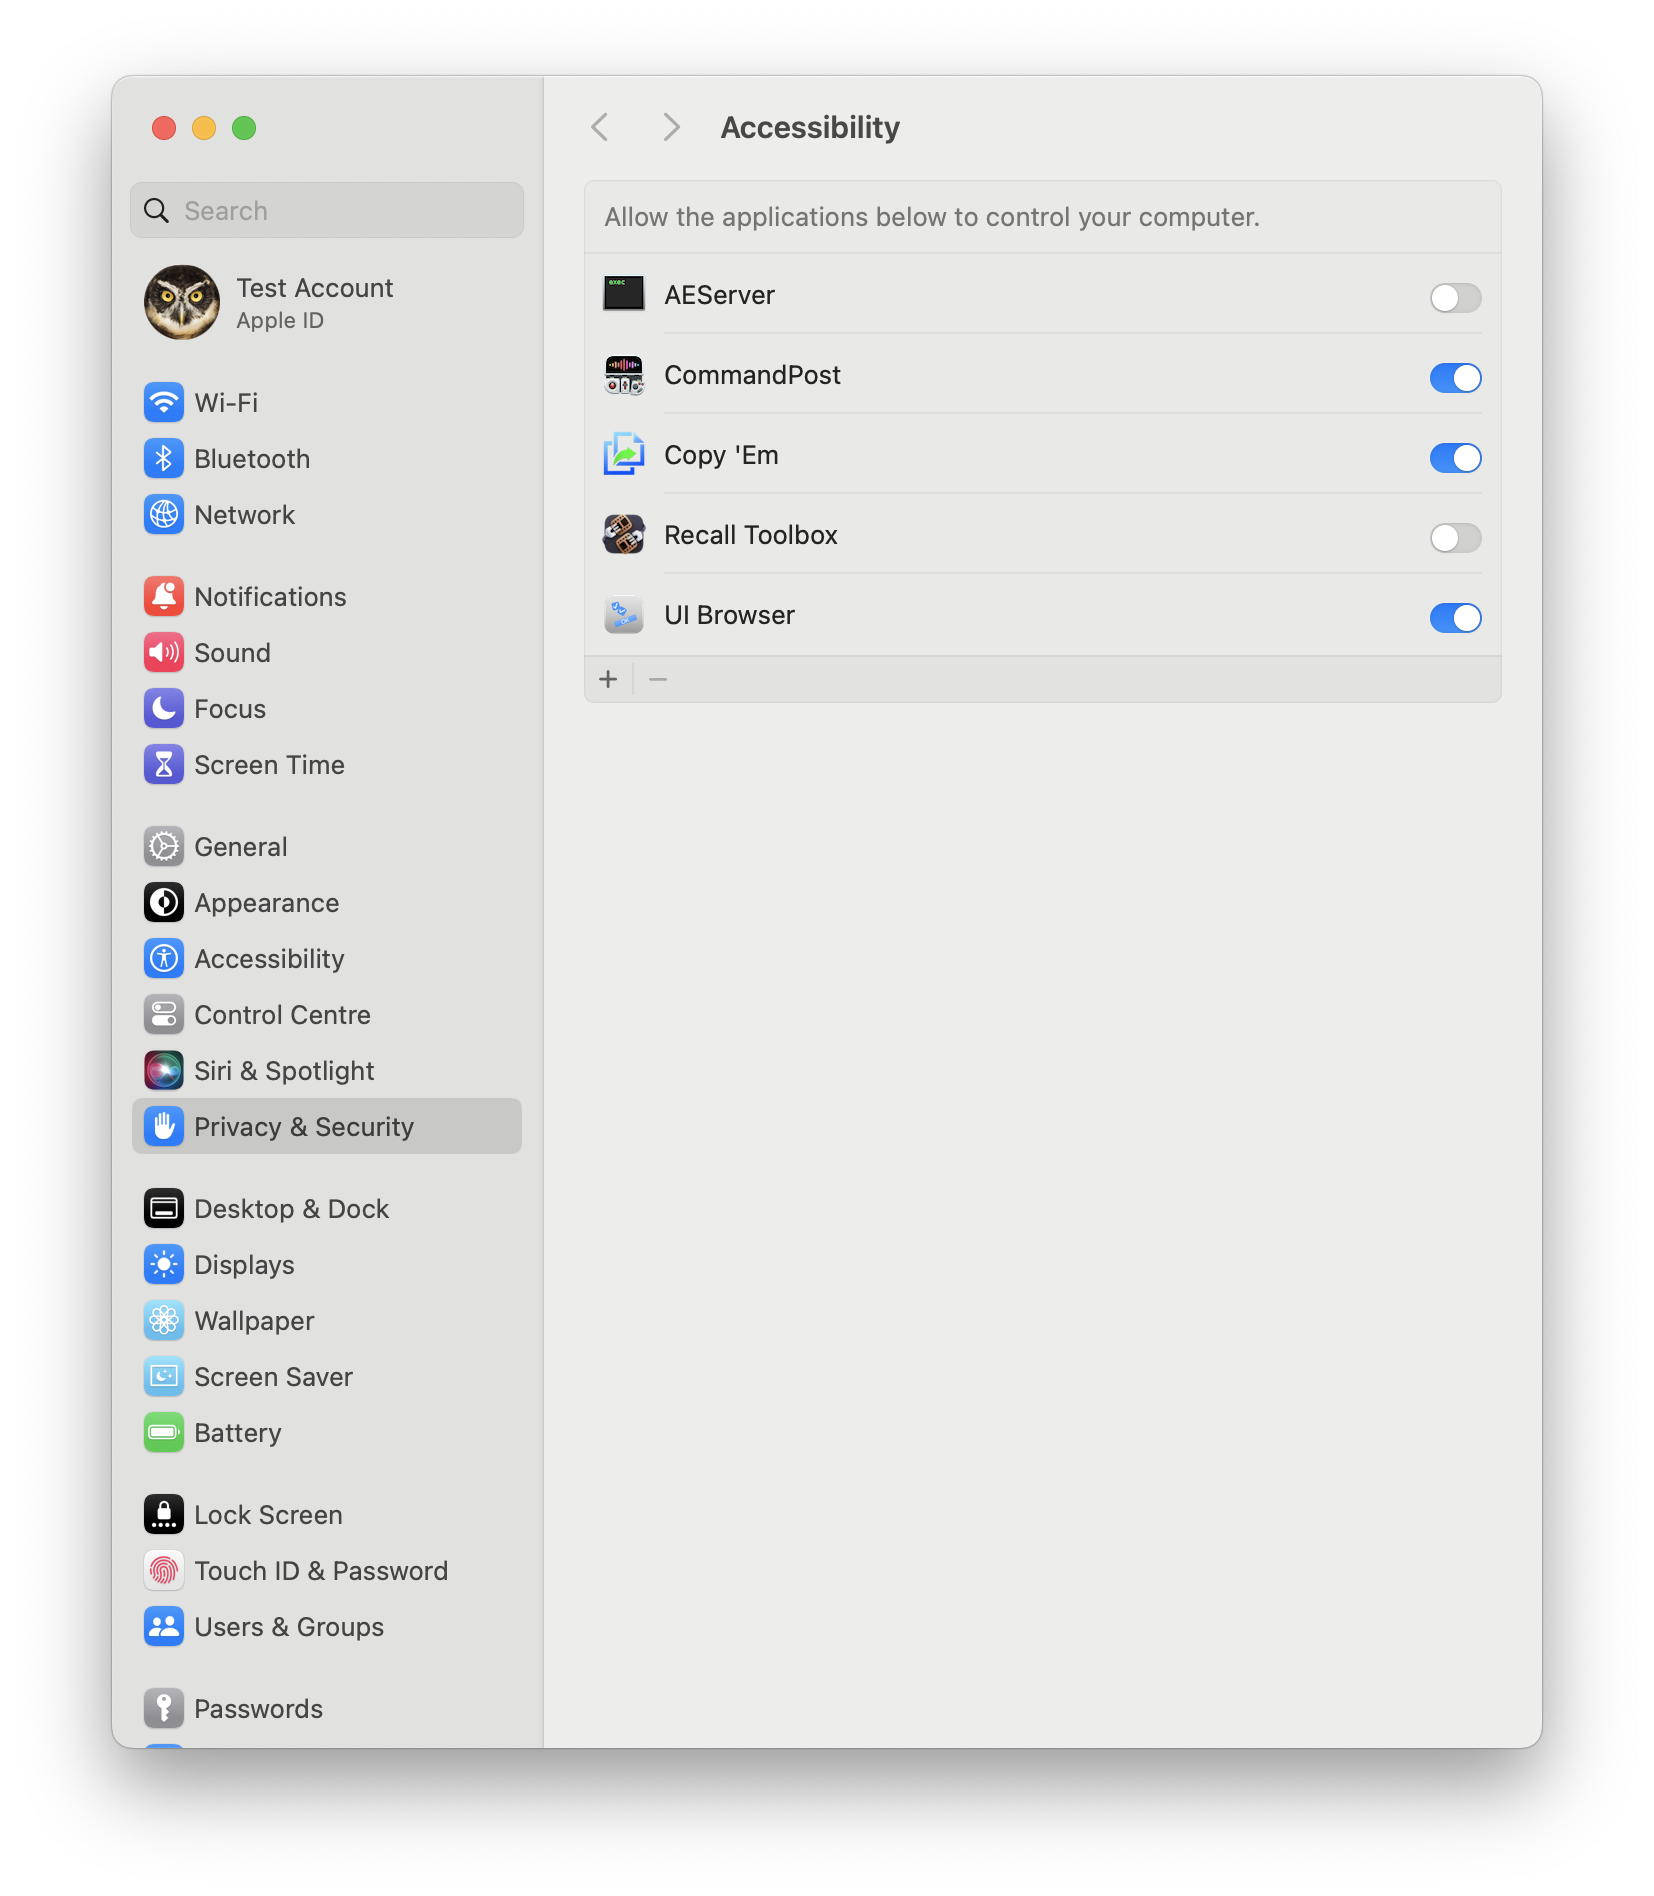 Accessibility
Search
Allow the applications below to control your computer.
Test Account
Apple ID
exec
AEServer
CommandPost
Copy 'Em
Recall Toolbox
UI Browser
OK
Wi-Fi
Bluetooth
Network
Notifications
Sound
Focus
Screen Time
General
Appearance
Accessibility
Control Centre
Siri & Spotlight
Privacy & Security
Desktop & Dock
Displays
Wallpaper
Screen Saver
Battery
Lock Screen
Touch ID & Password
Users & Groups
Passwords